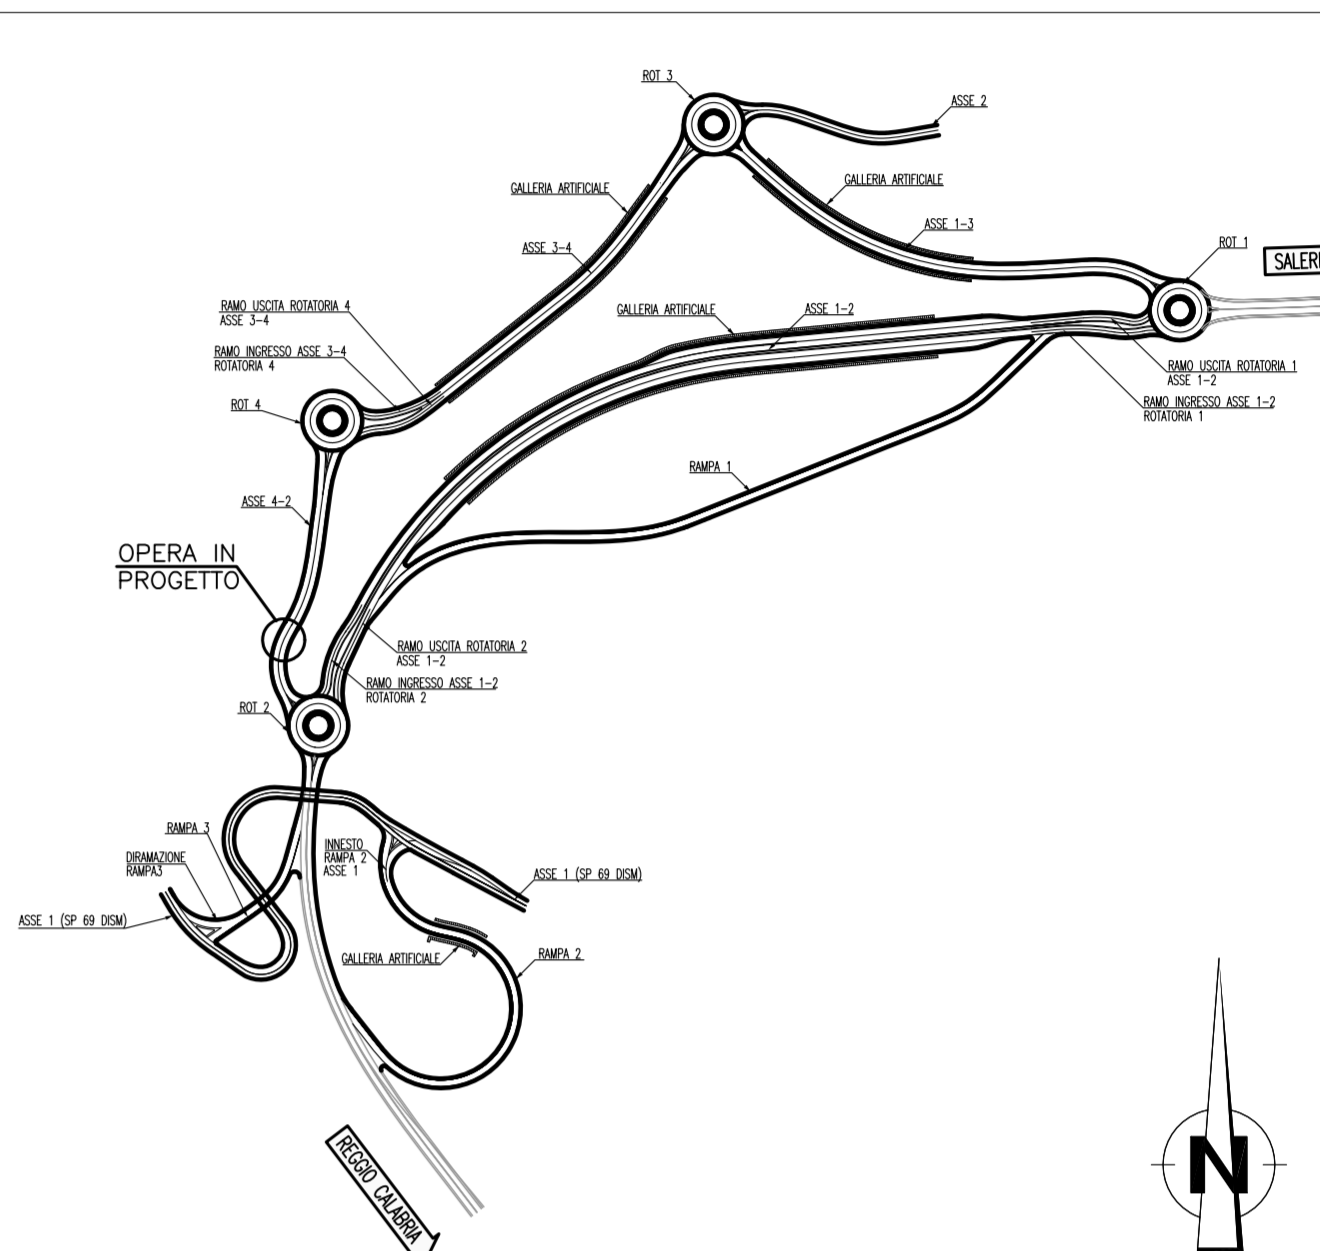 ROT 3
ASSE 2
GALLERIA ARTIFICIALE
GALLERIA ARTIFICIALE
ASSE 1-3
ASSE 3-4
ROT 1
SALER
RAMO USCITA ROTATORIA 4
ASSE 3-4
GALLERIA ARTIFICIALE
ASSE 1-2
RAMO INGRESSO ASSE 3-4
ROTATORIA 4
RAMO USCITA ROTATORIA 1
ASSE 1-2
ROT 4
RAMO INGRESSO ASSE 1-2
ROTATORIA 1
RAMPA 1
ASSE 4-2
OPERA IN
PROGETTO
RAMO USCITA ROTATORIA 2
ASSE 1-2
RAMO INGRESSO ASSE 1-2
ROTATORIA 2
ROT 2
RAMPA 3
DIRAMAZIONE
RAMPA3
INNESTO
RAMPA 2
ASSE 1
ASSE 1 (SP 69 DISM)
ASSE 1 (SP 69 DISM)
GALLERIA ARTIFICIALE
RAMPA 2
REGGIO CALABRIA
N